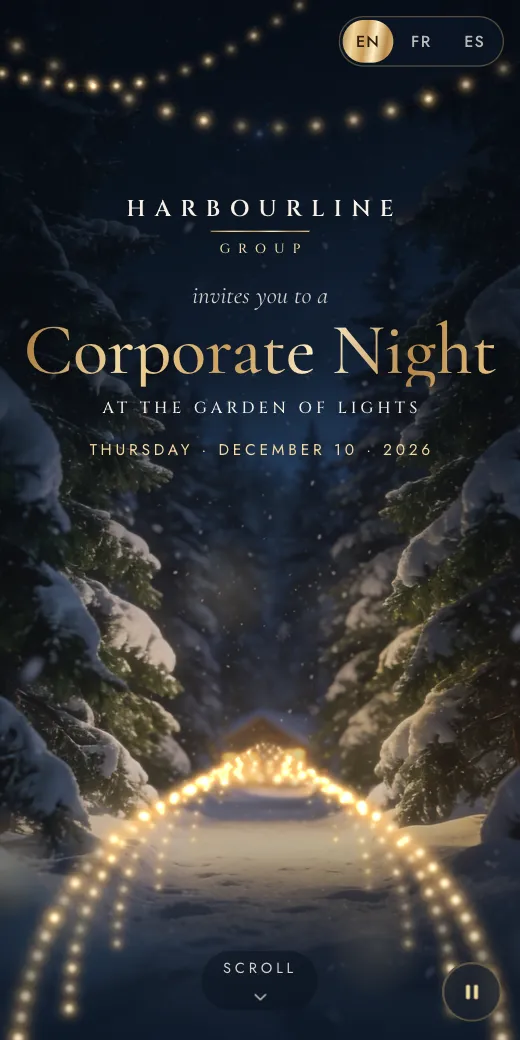 EN FR ES
HARBOURLINE
GROUP
invites you to a
Corporate Night
AT THE GARDEN OF LIGHTS
THURSDAY · DECEMBER 10 · 2026
SCROLL